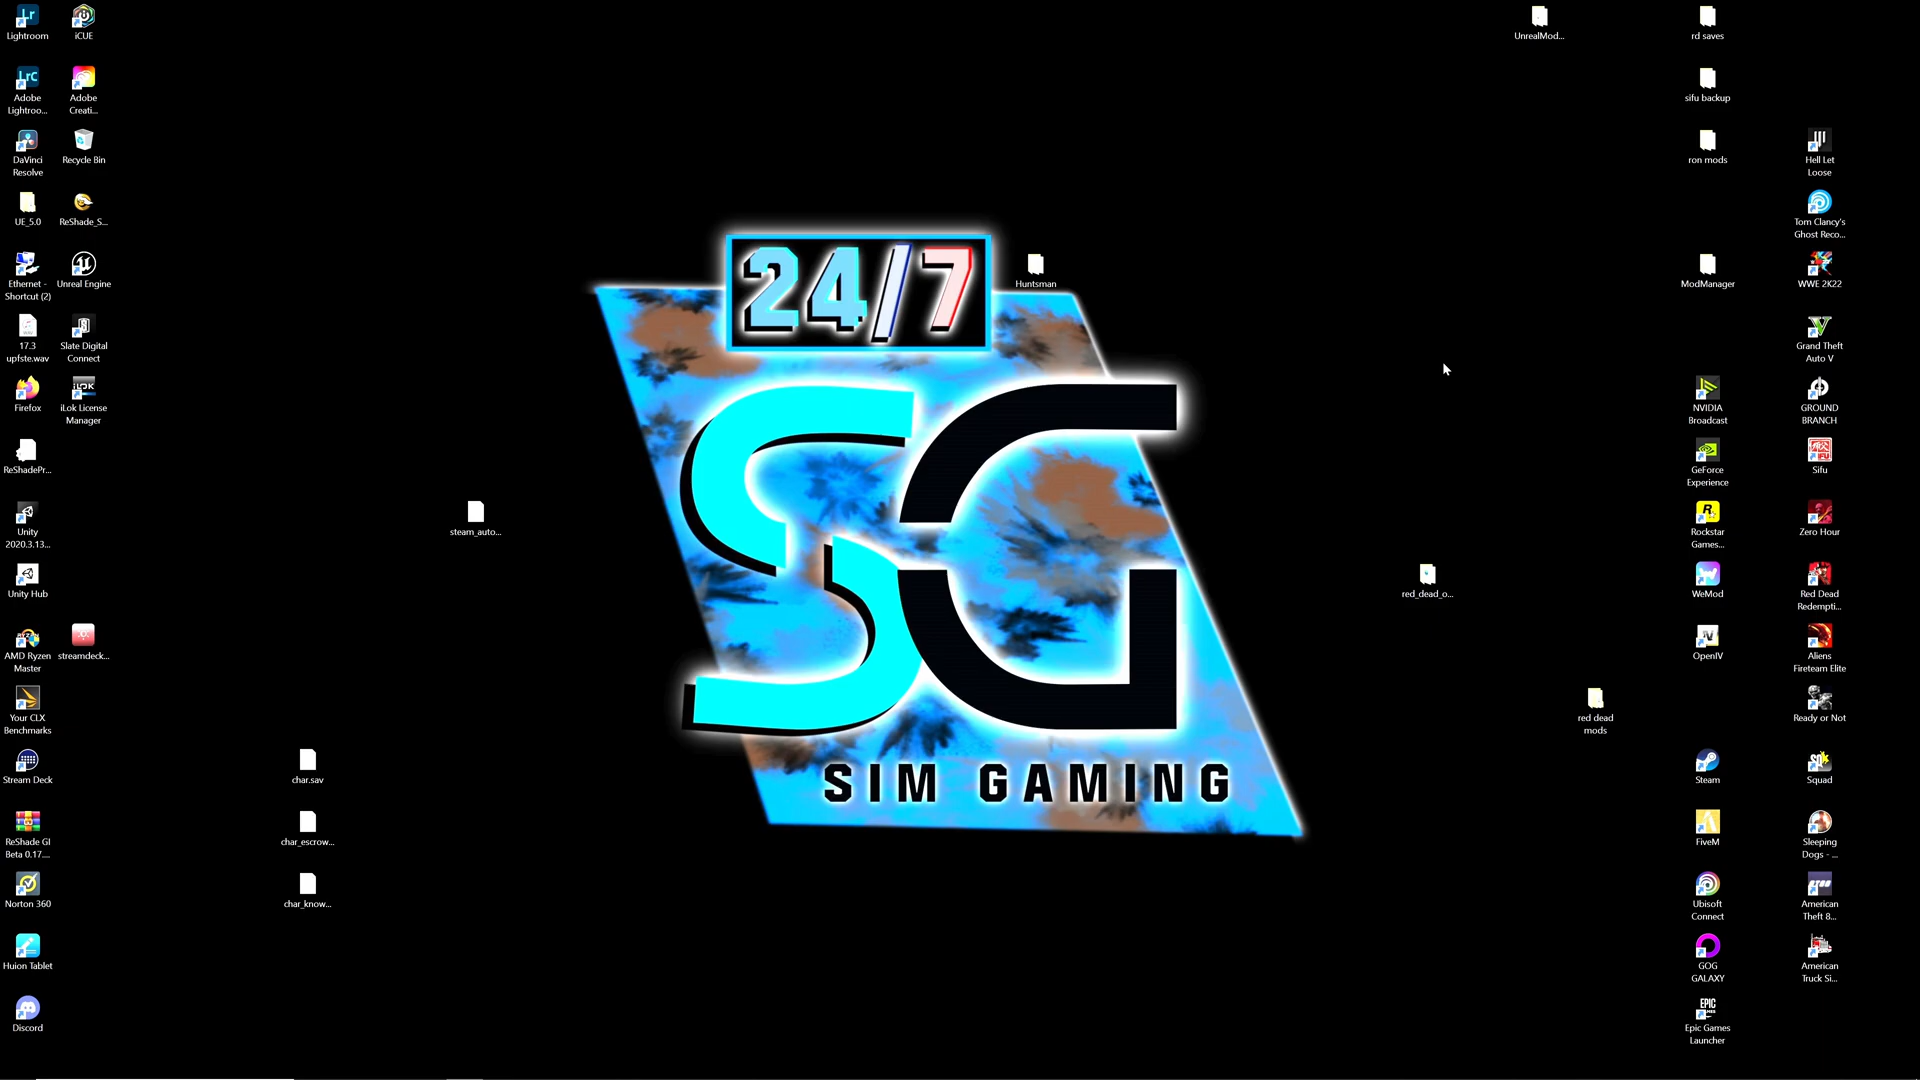 Lightroom
iCUE
Adobe
Lightroo...
Adobe
Creati...
DaVinci
Resolve
Recycle Bin
UE_5.0
ReShade_S...
Ethernet -
Shortcut (2)
Unreal Engine
17.3
upfste.wav
Slate Digital
Connect
Firefox
iLok License
Manager
ReShadePr...
Unity
2020.3.13...
Unity Hub
AMD Ryzen
Master
streamdeck...
Your CLX
Benchmarks
Stream Deck
ReShade GI
Beta 0.17....
Norton 360
Huion Tablet
Discord
char.sav
char_escrow...
char_know...
steam_auto...
24/7
SG
SIM GAMING
Huntsman
red_dead_o...
UnrealMod...
red dead
mods
rd saves
sifu backup
ron mods
ModManager
NVIDIA
Broadcast
GeForce
Experience
Rockstar
Games...
WeMod
OpenIV
Steam
FiveM
Ubisoft
Connect
GOG
GALAXY
Epic Games
Launcher
Hell Let
Loose
Tom Clancy's
Ghost Reco...
WWE 2K22
Grand Theft
Auto V
GROUND
BRANCH
Sifu
Zero Hour
Red Dead
Redempti...
Aliens
Fireteam Elite
Ready or Not
Squad
Sleeping
Dogs - ...
American
Theft 8...
American
Truck Si...